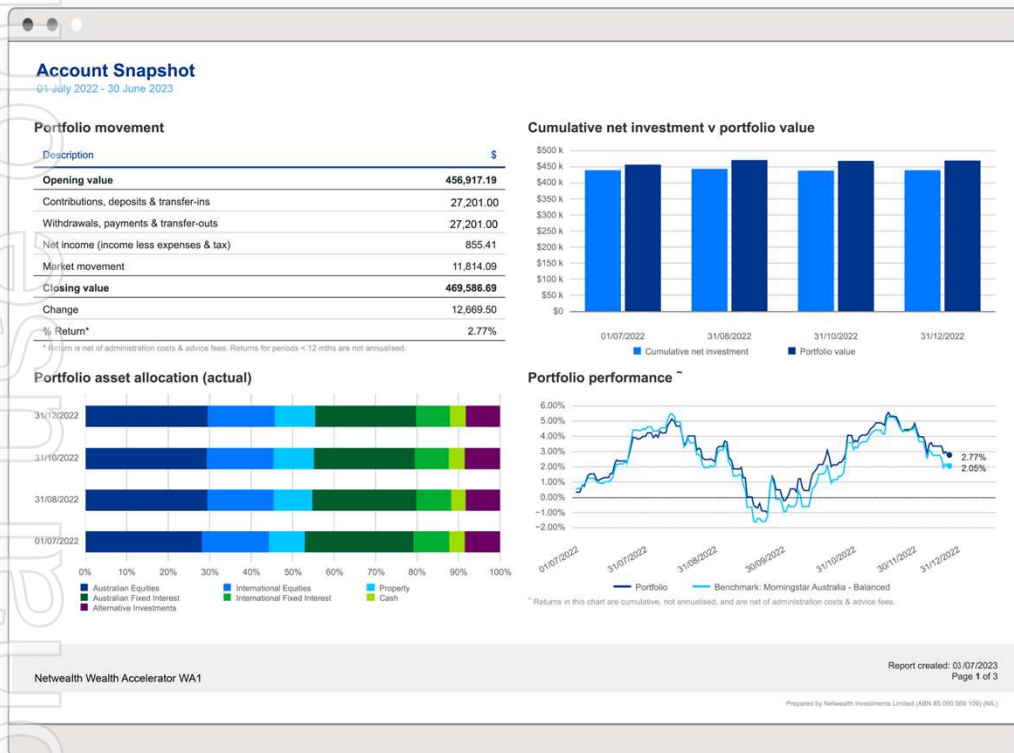 Account Snapshot
01 July 2022 - 30 June 2023
Portfolio movement
Description $
Opening value 456,917.19
Contributions, deposits & transfer-ins 27,201.00
Withdrawals, payments & transfer-outs 27,201.00
Net income (income less expenses & tax) 855.41
Market movement 11,814.09
Closing value 469,586.69
Change 12,669.50
% Return* 2.77%
* Return is net of administration costs & advice fees. Returns for periods < 12 mths are not annualised.
Cumulative net investment v portfolio value
$500 k
$450 k
$400 k
$350 k
$300 k
$250 k
$200 k
$150 k
$100 k
$50 k
$0
01/07/2022 31/08/2022 31/10/2022 31/12/2022
Cumulative net investment Portfolio value
Portfolio asset allocation (actual)
31/12/2022
31/10/2022
31/08/2022
01/07/2022
0% 10% 20% 30% 40% 50% 60% 70% 80% 90% 100%
Australian Equities International Equities Property
Australian Fixed Interest International Fixed Interest Cash
Alternative Investments
Portfolio performance ~
6.00%
5.00%
4.00%
3.00%
2.00%
1.00%
0.00%
−1.00%
−2.00%
2.77%
2.05%
01/07/2022 31/07/2022 31/08/2022 30/09/2022 31/10/2022 30/11/2022 31/12/2022
Portfolio Benchmark: Morningstar Australia - Balanced
~ Returns in this chart are cumulative, not annualised, and are net of administration costs & advice fees.
Netwealth Wealth Accelerator WA1
Report created: 03/07/2023
Page 1 of 3
Prepared by Netwealth Investments Limited (ABN 85 090 569 109) (NIL)